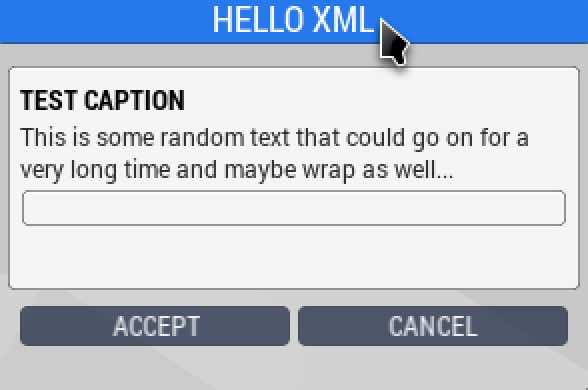 HELLO XML
TEST CAPTION
This is some random text that could go on for a
very long time and maybe wrap as well...
ACCEPT
CANCEL